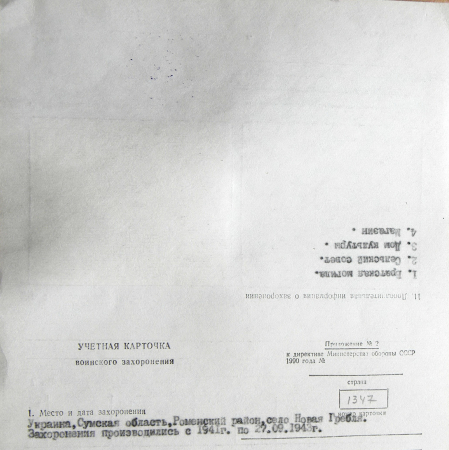 11. Дополнительная информация о захоронении
1. Братская могила.
2. Сельский совет.
3. Дом культуры.
4. Магазин.
УЧЕТНАЯ КАРТОЧКА
воинского захоронения
Приложение № 2
к директиве Министерства обороны СССР
1990 года №
страна
1347
номер карточки
1. Место и дата захоронения
Украина,Сумская область,Роменский район,село Новая Гребля.
Захоронения производились с 1941г. по 27.09.1943г.